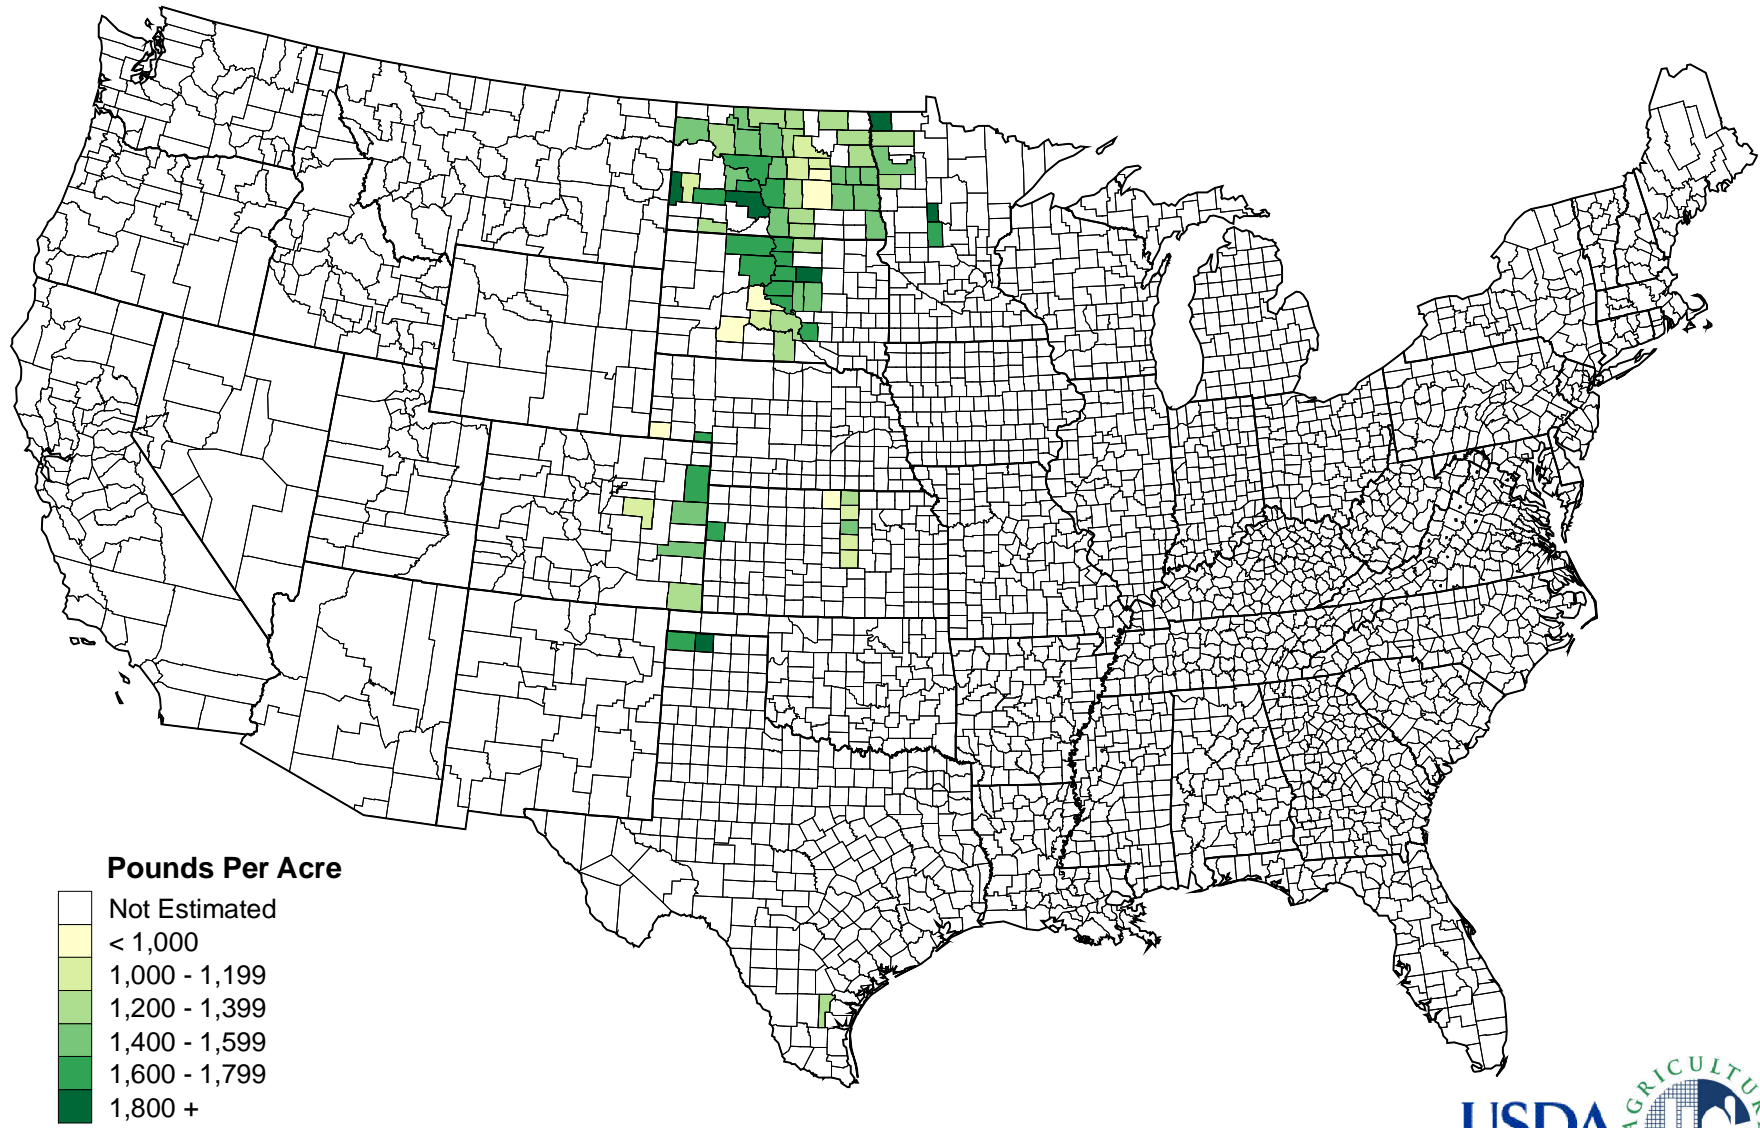 Pounds Per Acre
Not Estimated
< 1,000
1,000 - 1,199
1,200 - 1,399
1,400 - 1,599
1,600 - 1,799
1,800 +
USDA
AGRICULTUR